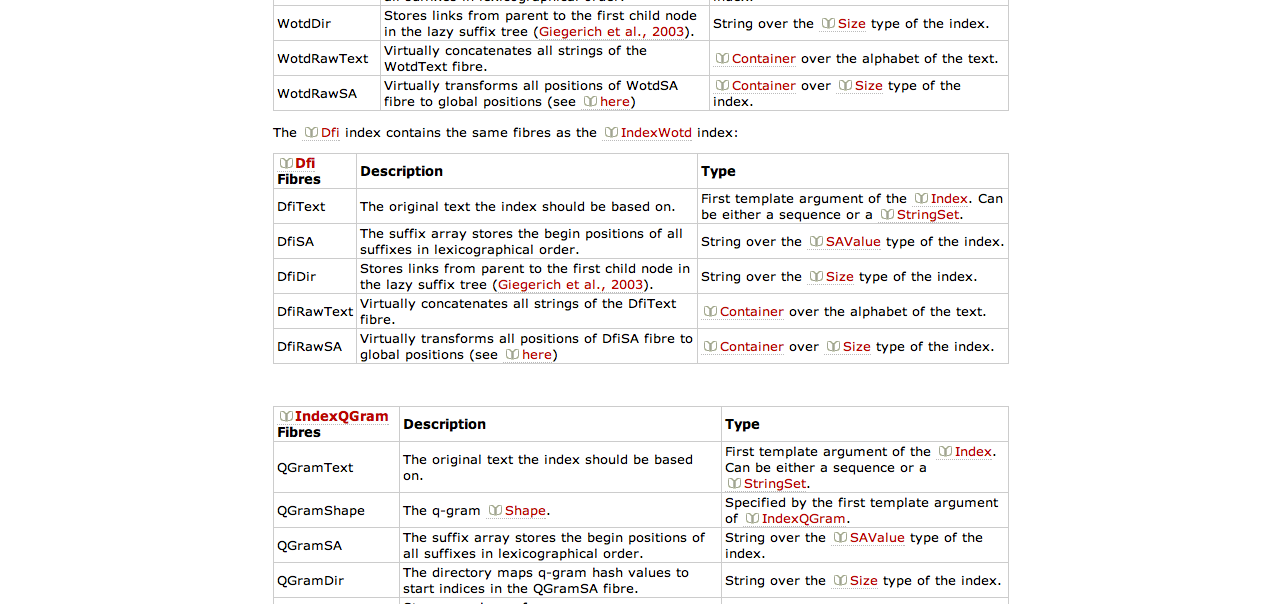 all suffixes in lexicographical order.
index.
WotdDir
Stores links from parent to the first child node
in the lazy suffix tree (Giegerich et al., 2003).
String over the Size type of the index.
WotdRawText
Virtually concatenates all strings of the
WotdText fibre.
Container over the alphabet of the text.
WotdRawSA
Virtually transforms all positions of WotdSA
fibre to global positions (see here)
Container over Size type of the
index.
The Dfi index contains the same fibres as the IndexWotd index:
Dfi
Fibres
Description
Type
DfiText
The original text the index should be based on.
First template argument of the Index. Can
be either a sequence or a StringSet.
DfiSA
The suffix array stores the begin positions of all
suffixes in lexicographical order.
String over the SAValue type of the index.
DfiDir
Stores links from parent to the first child node in
the lazy suffix tree (Giegerich et al., 2003).
String over the Size type of the index.
DfiRawText
Virtually concatenates all strings of the DfiText
fibre.
Container over the alphabet of the text.
DfiRawSA
Virtually transforms all positions of DfiSA fibre to
global positions (see here)
Container over Size type of the index.
IndexQGram
Fibres
Description
Type
QGramText
The original text the index should be based
on.
First template argument of the Index.
Can be either a sequence or a
StringSet.
QGramShape
The q-gram Shape.
Specified by the first template argument
of IndexQGram.
QGramSA
The suffix array stores the begin positions of
all suffixes in lexicographical order.
String over the SAValue type of the
index.
QGramDir
The directory maps q-gram hash values to
start indices in the QGramSA fibre.
String over the Size type of the index.